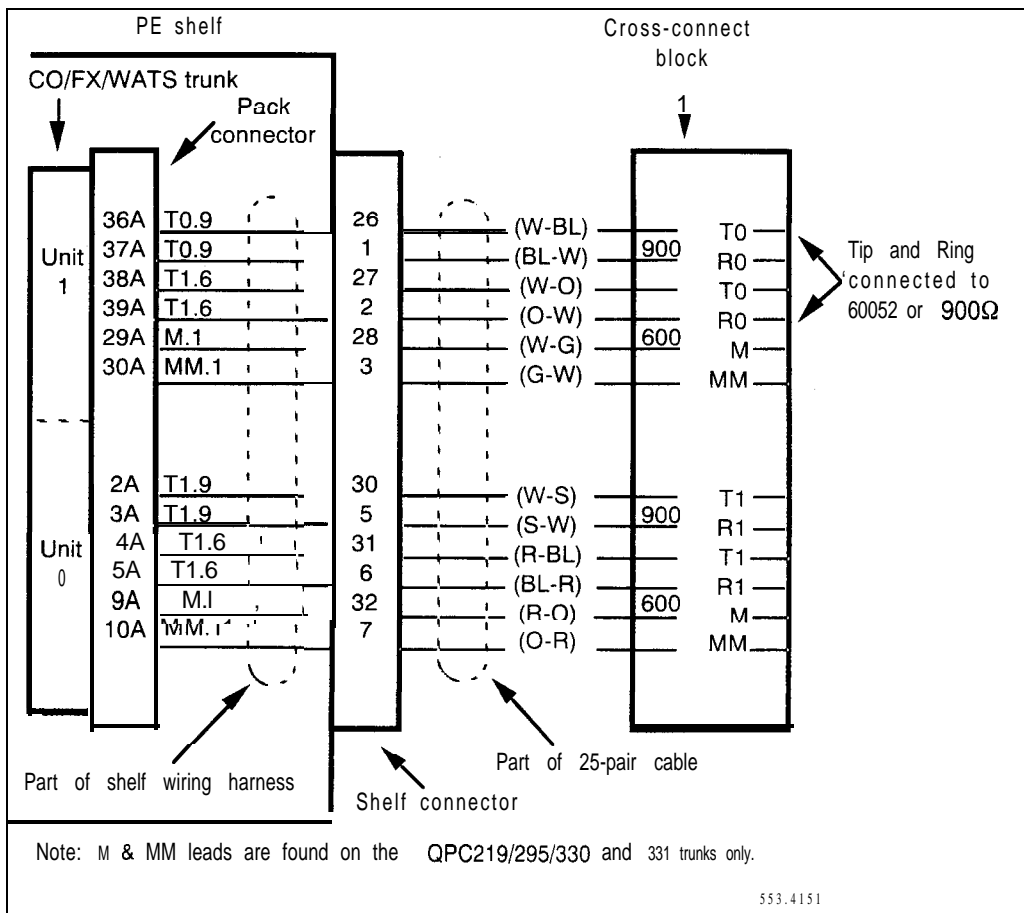 PE shelf
Cross-connect
block
CO/FX/WATS trunk
Pack
connector
1
Unit
1
36A T0.9 26 (W-BL) T0
37A T0.9 1 (BL-W) 900 R0
38A T1.6 27 (W-O) T0
39A T1.6 2 (O-W) R0
29A M.1 28 (W-G) 600 M
30A MM.1 3 (G-W) MM
Tip and Ring
'connected to
60052 or 900Ω
Unit
0
2A T1.9 30 (W-S) T1
3A T1.9 5 (S-W) 900 R1
4A T1.6 31 (R-BL) T1
5A T1.6 6 (BL-R) R1
9A M.I 32 (R-O) 600 M
10A MM.1 7 (O-R) MM
Part of shelf wiring harness
Part of 25-pair cable
Shelf connector
Note: M & MM leads are found on the QPC219/295/330 and 331 trunks only.
553.4151